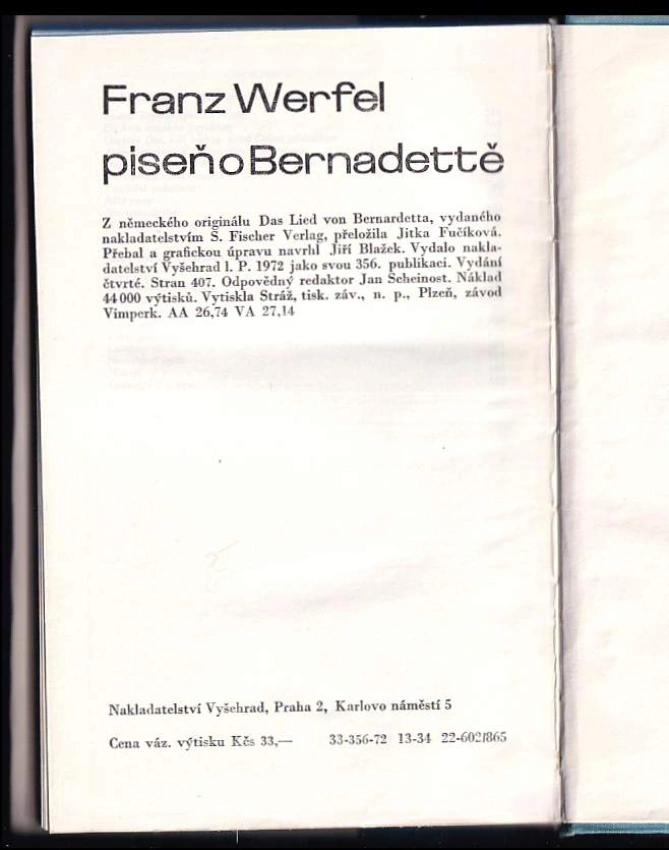 Franz Werfel
piseň o Bernadettě
Z německého originálu Das Lied von Bernardetta, vydaného
nakladatelstvím S. Fischer Verlag, přeložila Jitka Fučíková.
Přebal a grafickou úpravu navrhl Jiří Blažek. Vydalo nakla-
datelství Vyšehrad l. P. 1972 jako svou 356. publikaci. Vydání
čtvrté. Stran 407. Odpovědný redaktor Jan Scheinost. Náklad
44 000 výtisků. Vytiskla Stráž, tisk. záv., n. p., Plzeň, závod
Vimperk. AA 26,74 VA 27,14
Nakladatelství Vyšehrad, Praha 2, Karlovo náměstí 5
Cena váz. výtisku Kčs 33,— 33-356-72 13-34 22-602/865